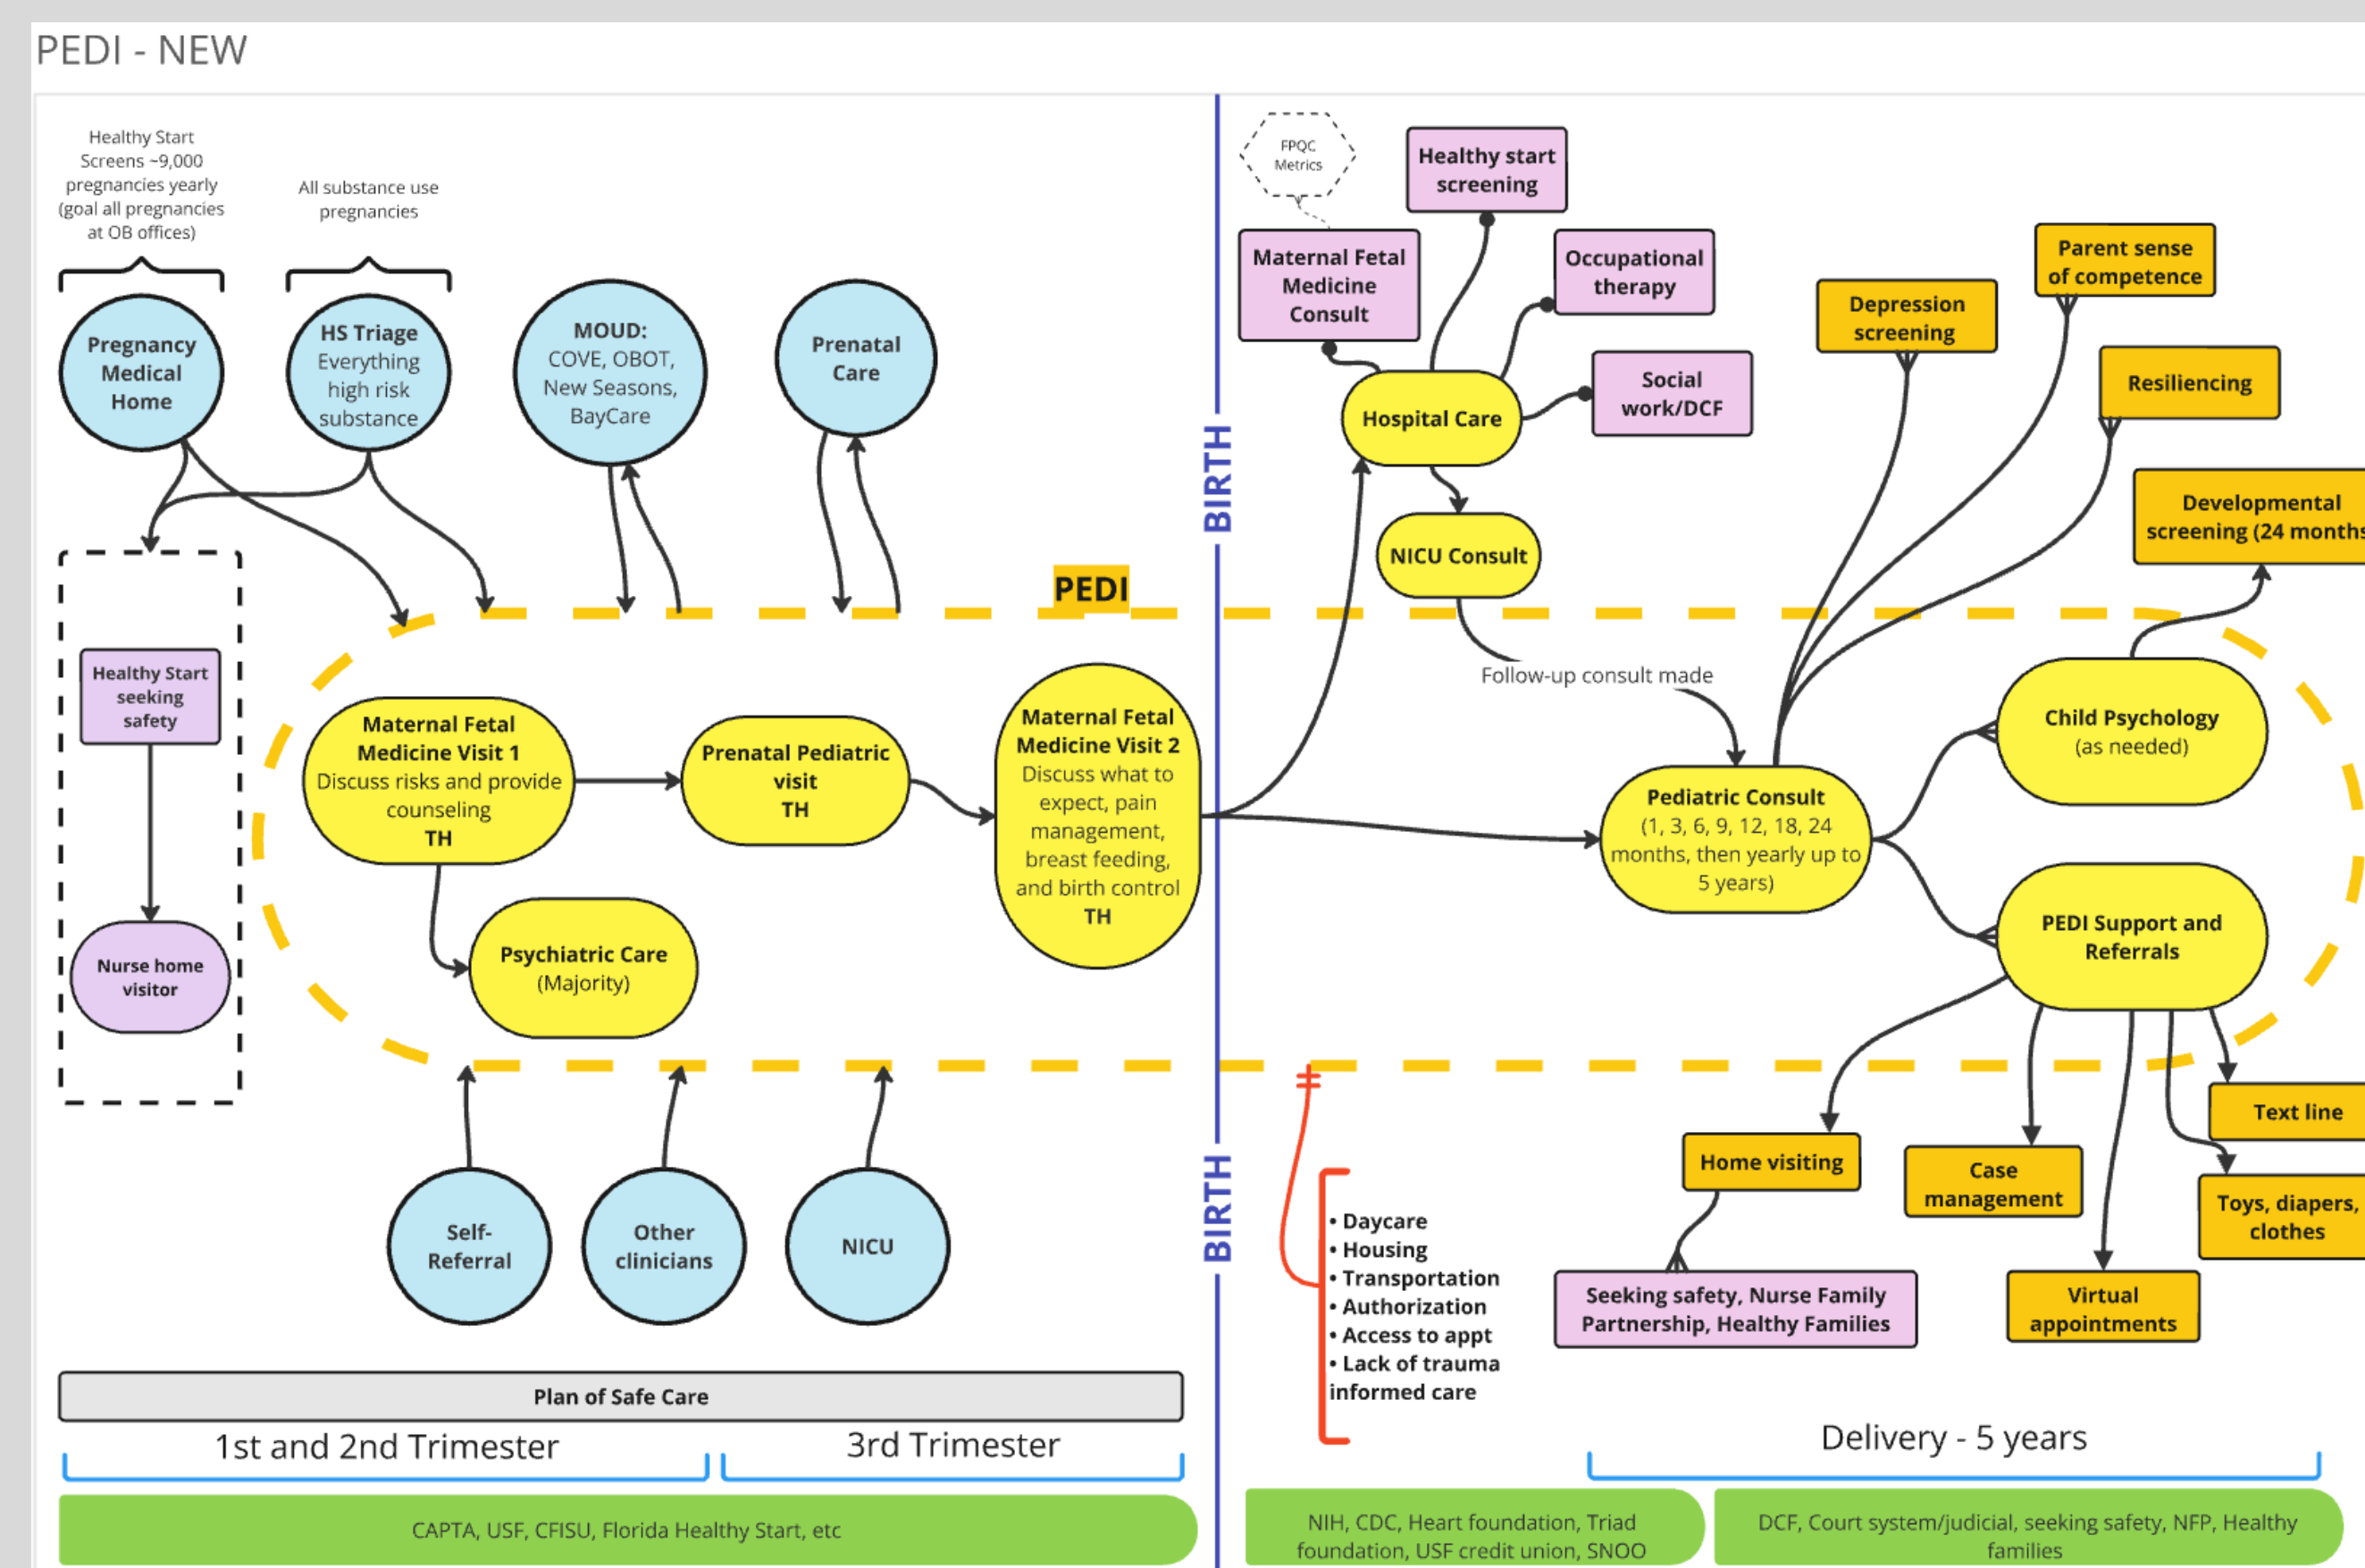 PEDI - NEW
Healthy Start
Screens ~9,000
pregnancies yearly
(goal all pregnancies
at OB offices)
All substance use
pregnancies
Pregnancy
Medical
Home
HS Triage
Everything
high risk
substance
MOUD:
COVE, OBOT,
New Seasons,
BayCare
Prenatal
Care
Healthy Start
seeking
safety
Nurse home
visitor
PEDI
Maternal Fetal
Medicine Visit 1
Discuss risks and provide
counseling
TH
Prenatal Pediatric
visit
TH
Maternal Fetal
Medicine Visit 2
Discuss what to
expect, pain
management,
breast feeding,
and birth control
TH
Psychiatric Care
(Majority)
Self-
Referral
Other
clinicians
NICU
BIRTH
BIRTH
FPQC
Metrics
Healthy start
screening
Maternal Fetal
Medicine
Consult
Occupational
therapy
Social
work/DCF
Hospital Care
NICU Consult
Follow-up consult made
Depression
screening
Parent sense
of competence
Resiliencing
Developmental
screening (24 months
Pediatric Consult
(1, 3, 6, 9, 12, 18, 24
months, then yearly up to
5 years)
Child Psychology
(as needed)
PEDI Support and
Referrals
Text line
Home visiting
Case
management
Toys, diapers,
clothes
Virtual
appointments
Seeking safety, Nurse Family
Partnership, Healthy Families
• Daycare
• Housing
• Transportation
• Authorization
• Access to appt
• Lack of trauma
informed care
Plan of Safe Care
1st and 2nd Trimester
3rd Trimester
Delivery - 5 years
CAPTA, USF, CFISU, Florida Healthy Start, etc
NIH, CDC, Heart foundation, Triad
foundation, USF credit union, SNOO
DCF, Court system/judicial, seeking safety, NFP, Healthy
families